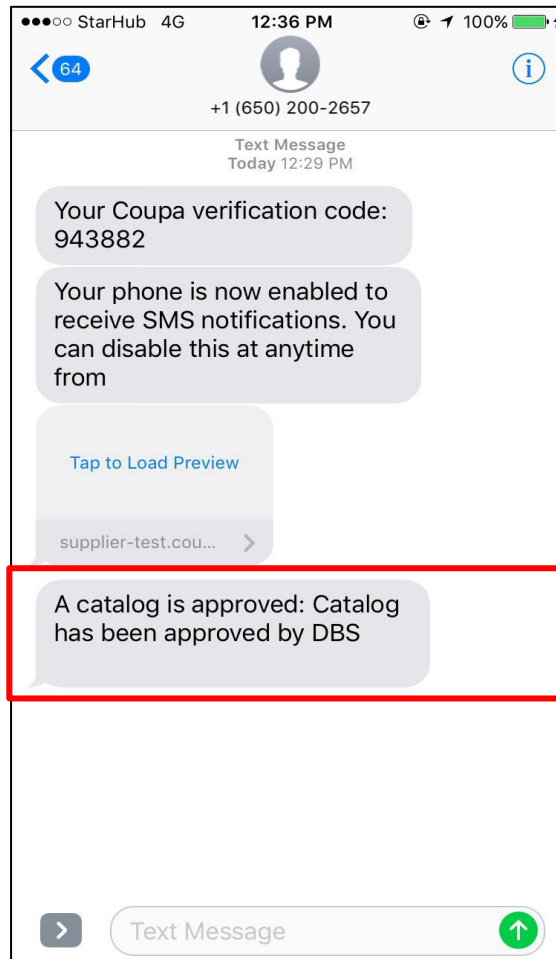 StarHub 4G 12:36 PM 100%
64
+1 (650) 200-2657
Text Message
Today 12:29 PM
Your Coupa verification code:
943882
Your phone is now enabled to
receive SMS notifications. You
can disable this at anytime
from
Tap to Load Preview
supplier-test.cou...
A catalog is approved: Catalog
has been approved by DBS
Text Message